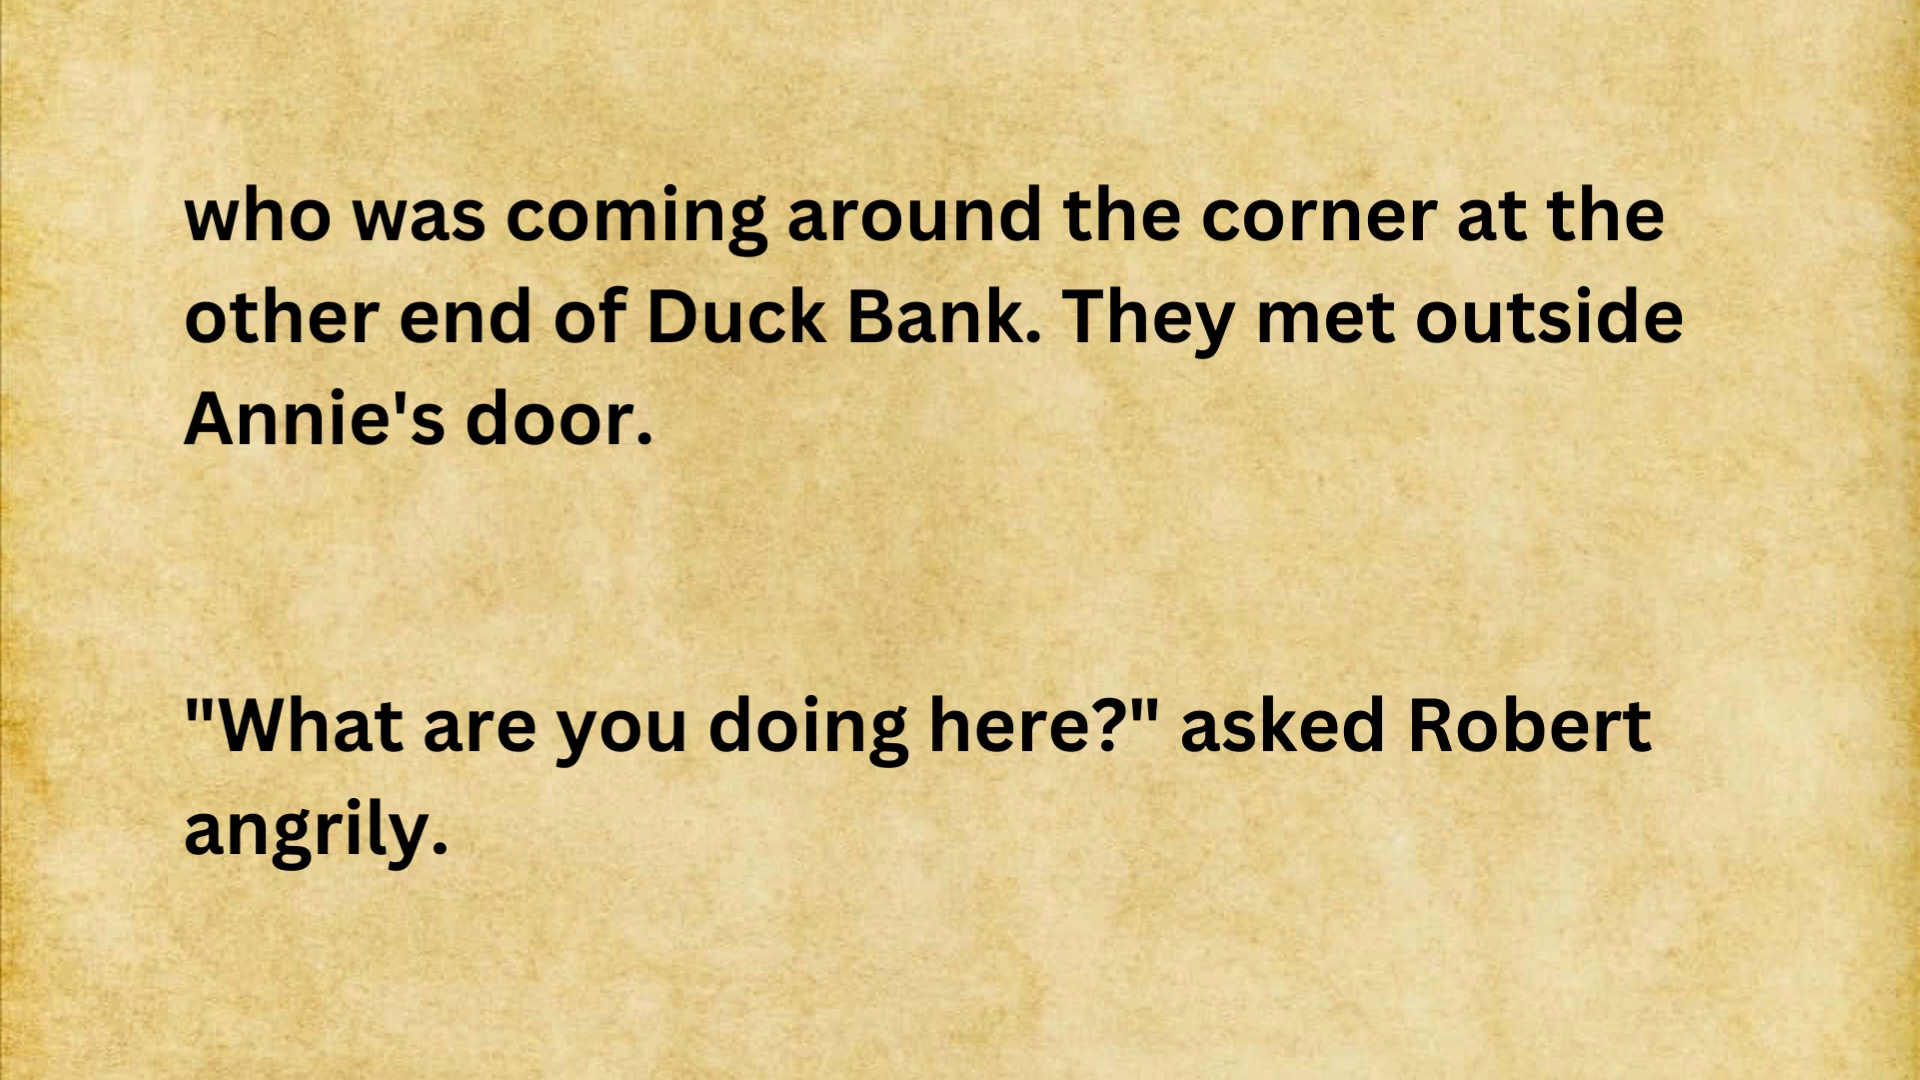 who was coming around the corner at the
other end of Duck Bank. They met outside
Annie's door.
"What are you doing here?" asked Robert
angrily.